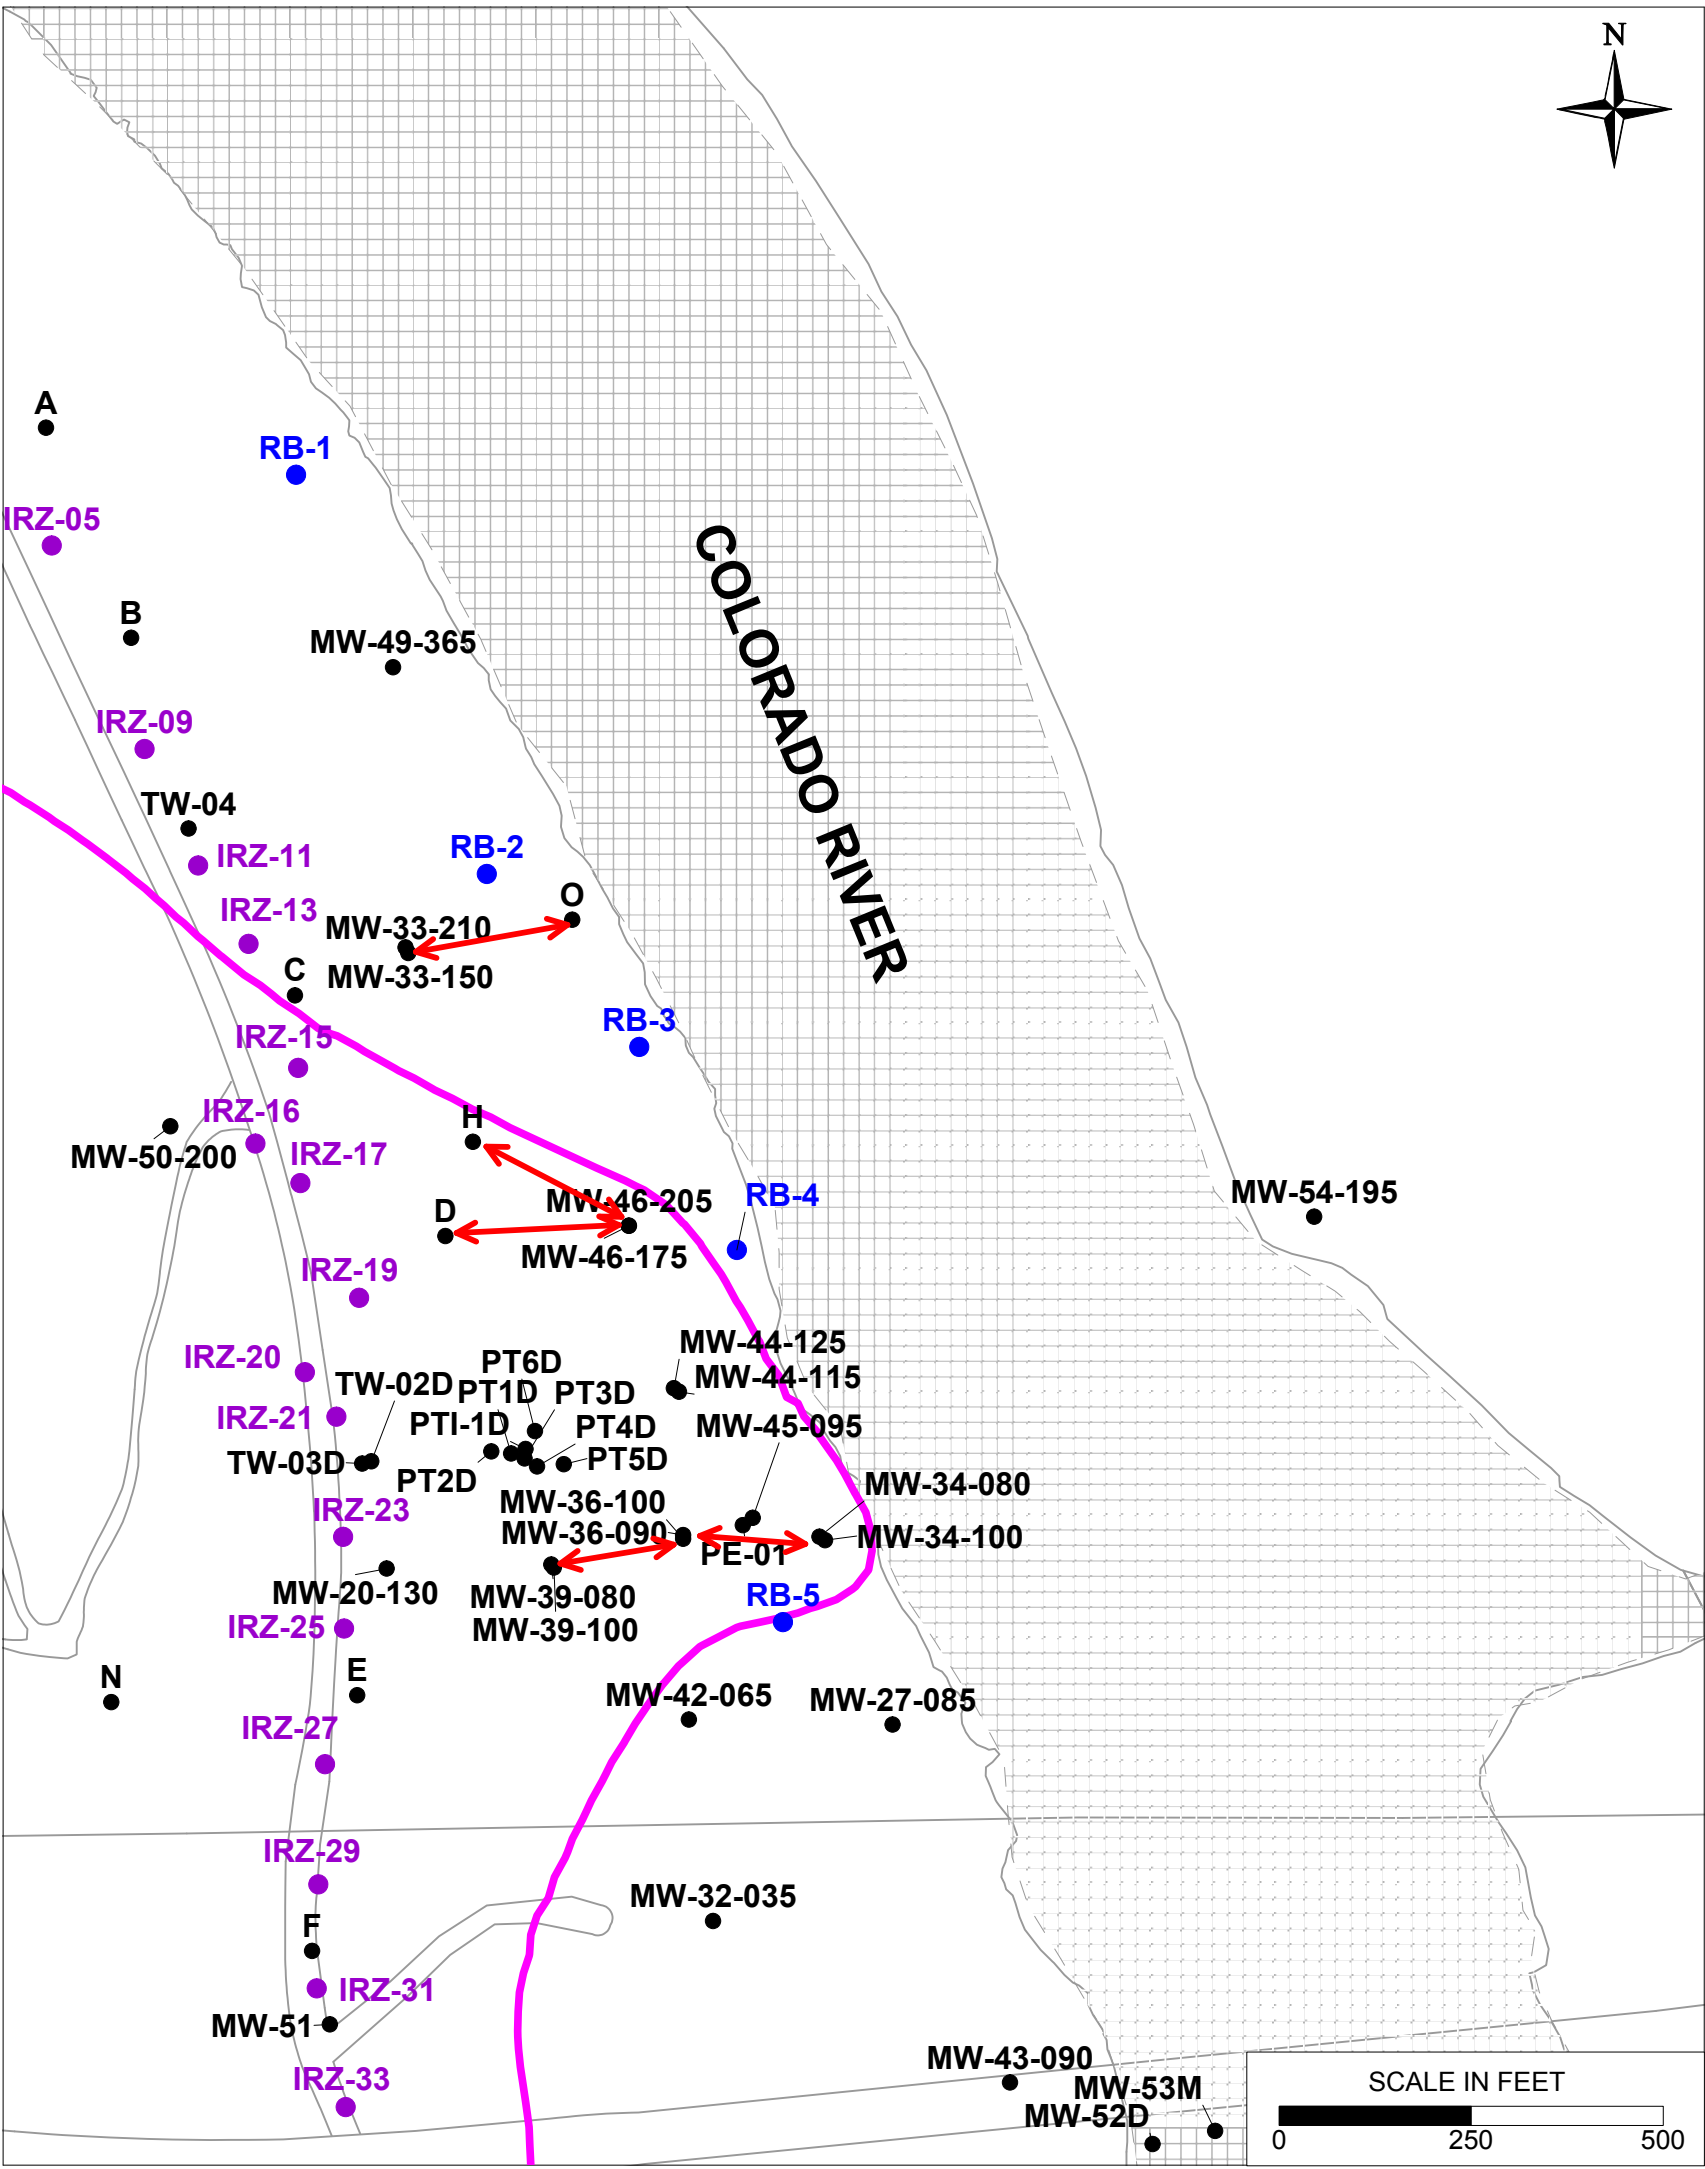 N
A
RB-1
IRZ-05
COLORADO RIVER
B
MW-49-365
IRZ-09
TW-04
RB-2
IRZ-11
O
IRZ-13
MW-33-210
C
MW-33-150
RB-3
IRZ-15
IRZ-16
H
MW-50-200
IRZ-17
MW-54-195
RB-4
MW-46-205
D
MW-46-175
IRZ-19
MW-44-125
IRZ-20
PT6D
MW-44-115
TW-02D
PT1D
PT3D
IRZ-21
PTI-1D
PT4D
MW-45-095
TW-03D
PT2D
PT5D
MW-34-080
MW-36-100
IRZ-23
MW-36-090
MW-34-100
PE-01
MW-20-130
MW-39-080
RB-5
IRZ-25
MW-39-100
N
E
MW-42-065
MW-27-085
IRZ-27
IRZ-29
MW-32-035
F
IRZ-31
MW-51
MW-43-090
IRZ-33
MW-53M
MW-52D
SCALE IN FEET
0 250 500